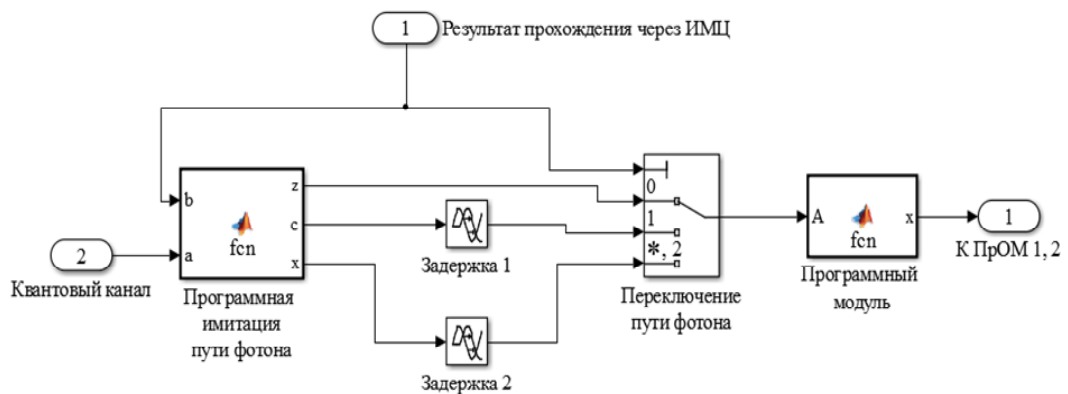 1
Результат прохождения через ИМЦ
b
a
z
c
x
fcn
2
Квантовый канал
Программная
имитация
пути фотона
Задержка 1
Задержка 2
0
1
*, 2
Переключение
пути фотона
A
x
fcn
Программный
модуль
1
К ПрОМ 1, 2